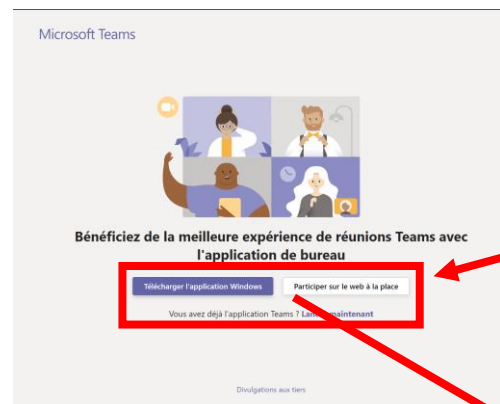 Microsoft Teams
Bénéficiez de la meilleure expérience de réunions Teams avec
l'application de bureau
Télécharger l'application Windows
Participer sur le web à la place
Vous avez déjà l'application Teams ? Lancer maintenant
Divulgations aux tiers